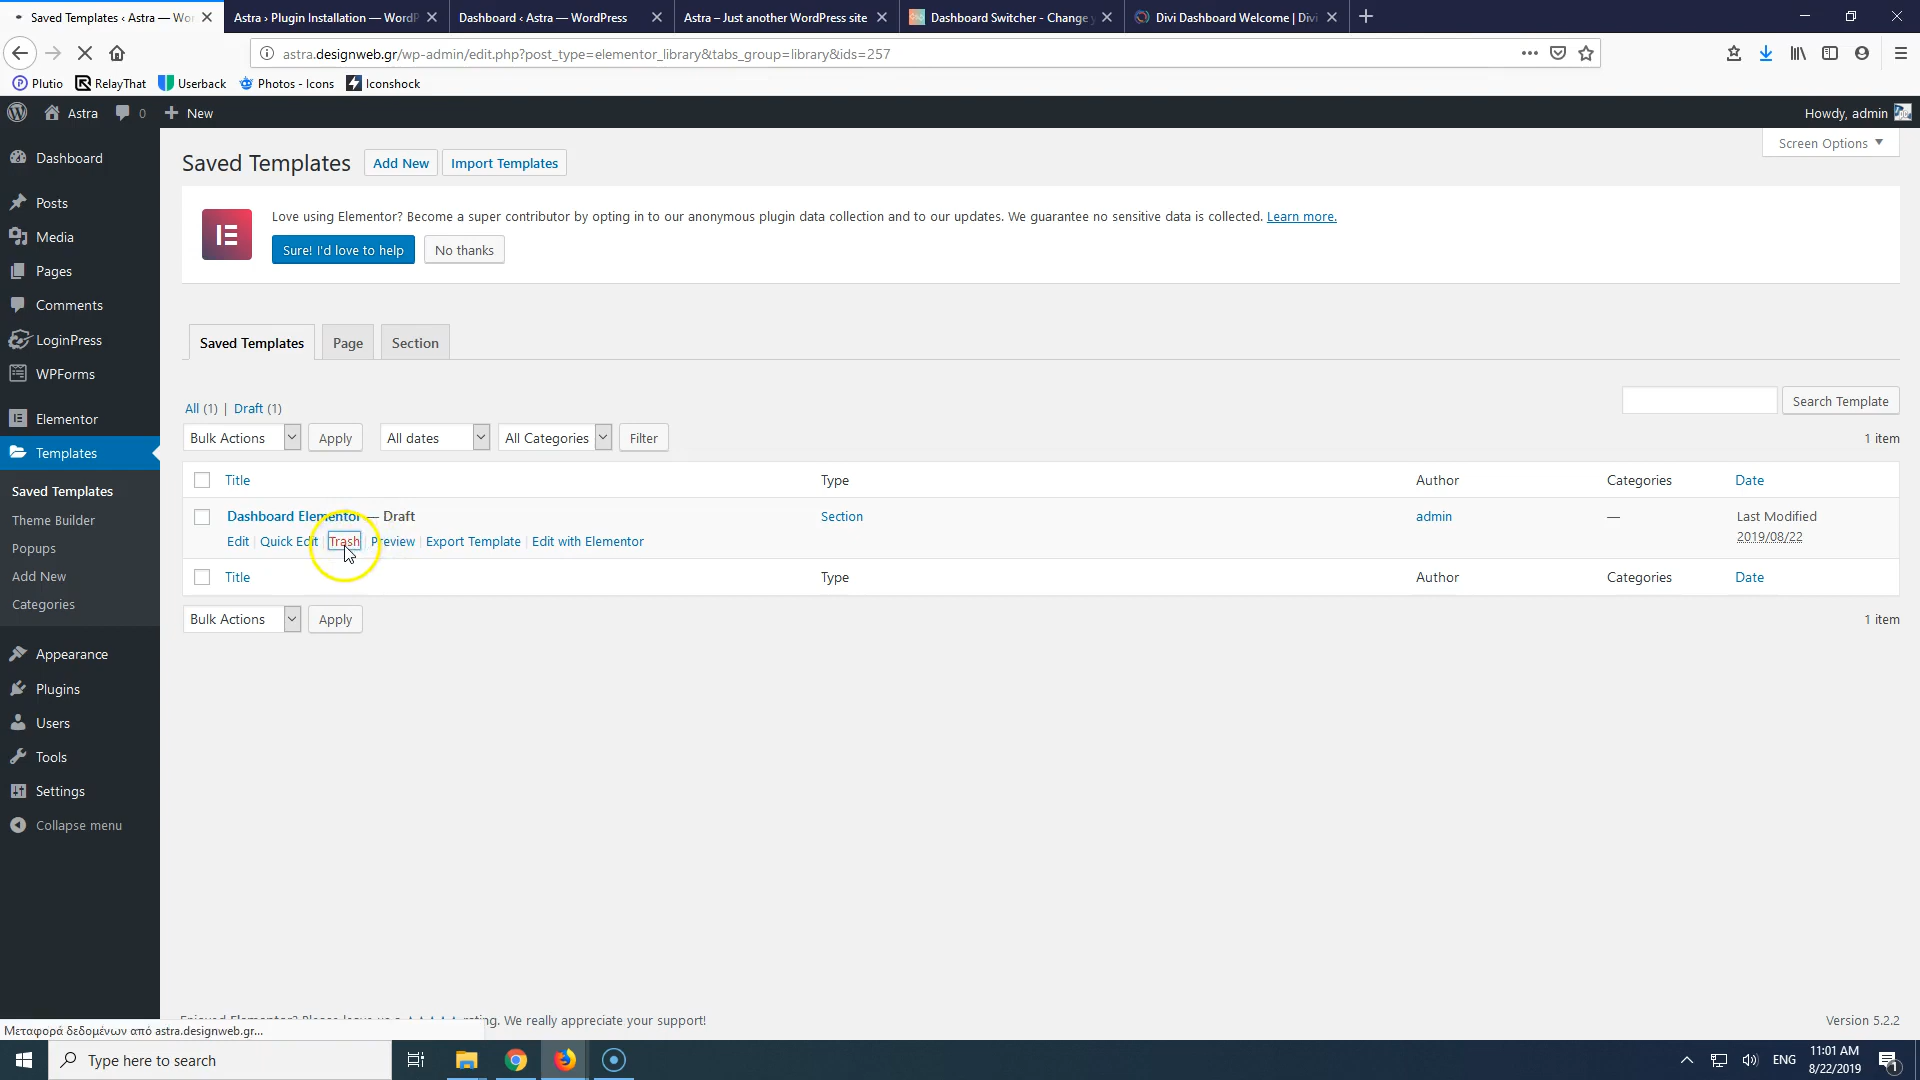 Saved Templates ‹ Astra — Wor
Astra › Plugin Installation — WordP
Dashboard ‹ Astra — WordPress
Astra – Just another WordPress site
Dashboard Switcher - Change y
Divi Dashboard Welcome | Divi
astra.designweb.gr/wp-admin/edit.php?post_type=elementor_library&tabs_group=library&ids=257
Plutio RelayThat Userback Photos - Icons Iconshock
Astra 0 New
Howdy, admin
Screen Options
Dashboard
Posts
Media
Pages
Comments
LoginPress
WPForms
Elementor
Templates
Saved Templates
Theme Builder
Popups
Add New
Categories
Appearance
Plugins
Users
Tools
Settings
Collapse menu
Saved Templates Add New Import Templates
Love using Elementor? Become a super contributor by opting in to our anonymous plugin data collection and to our updates. We guarantee no sensitive data is collected. Learn more.
Sure! I'd love to help No thanks
Saved Templates Page Section
All (1) | Draft (1)
Search Template
Bulk Actions Apply All dates All Categories Filter
1 item
Title Type Author Categories Date
Dashboard Elementor — Draft Section admin — Last Modified
2019/08/22
Edit | Quick Edit | Trash | Preview | Export Template | Edit with Elementor
Title Type Author Categories Date
Bulk Actions Apply
1 item
rating. We really appreciate your support!
Version 5.2.2
Μεταφορά δεδομένων από astra.designweb.gr...
Type here to search
ENG
11:01 AM
8/22/2019
1